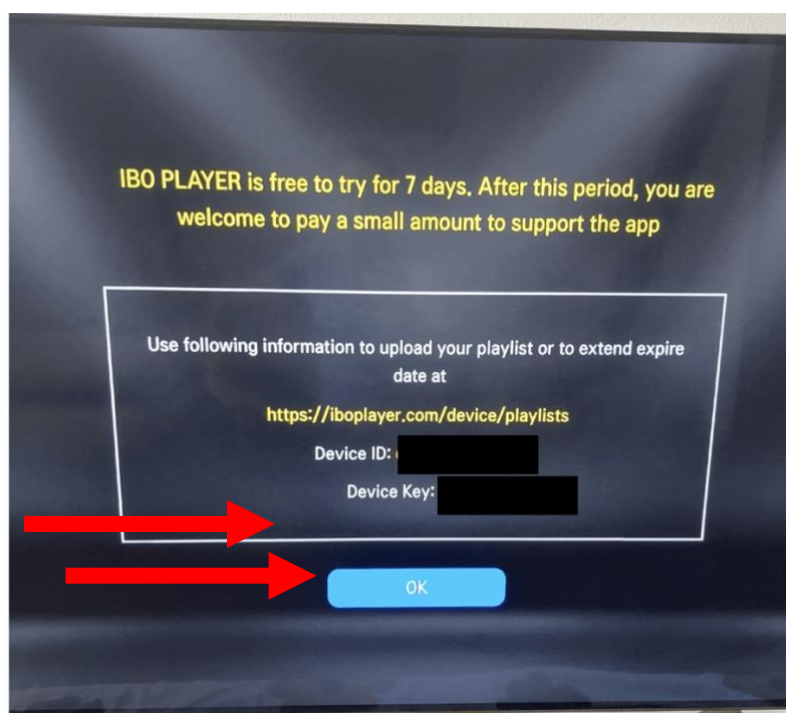 IBO PLAYER is free to try for 7 days. After this period, you are
welcome to pay a small amount to support the app
Use following information to upload your playlist or to extend expire
date at
https://iboplayer.com/device/playlists
Device ID:
Device Key:
OK